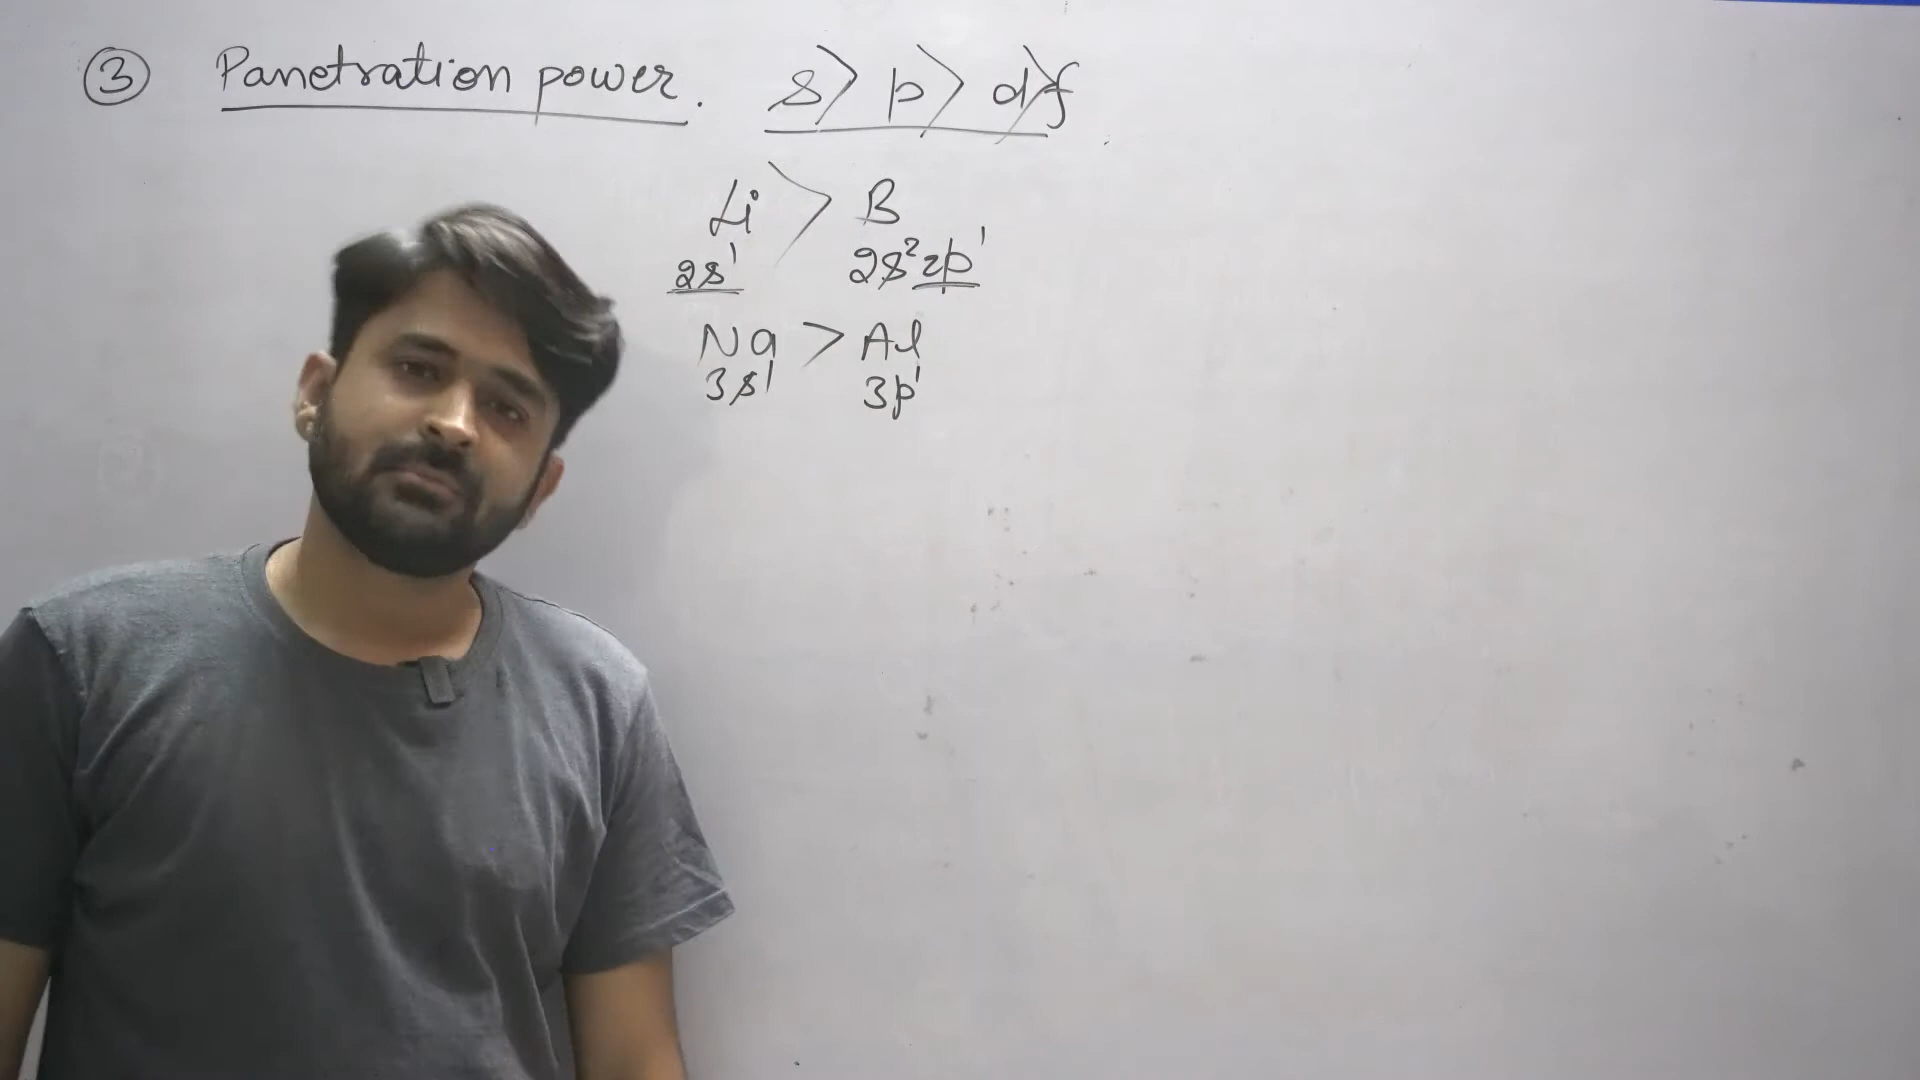 ③ Panetration power. s > p > d > f
Li > B
2s¹ 2s² 2p¹
Na > Al
3s¹ 3p¹